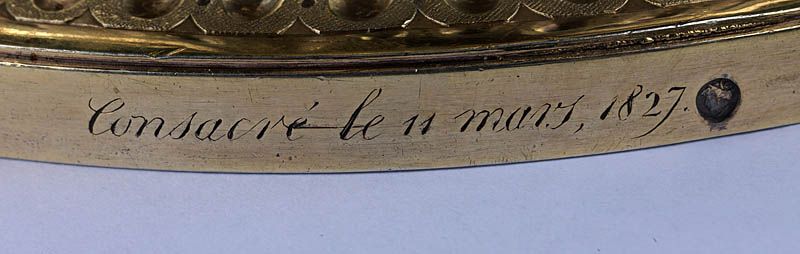 Consacré le 11 mars, 1827.